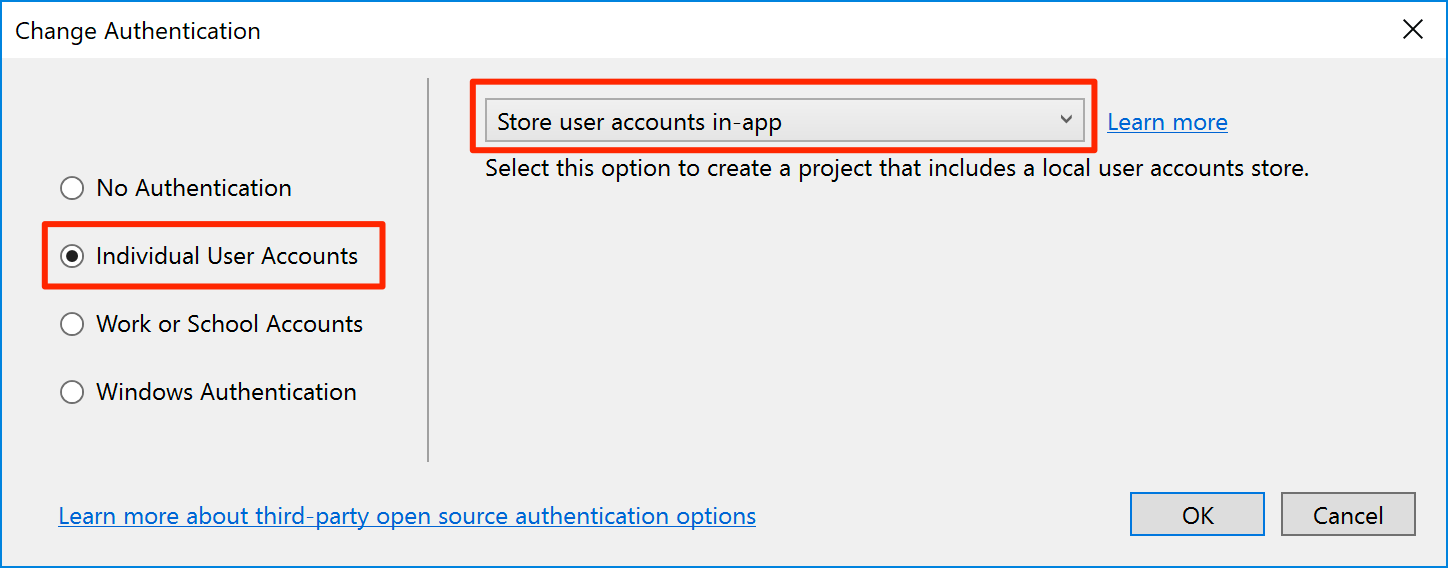 Change Authentication
Store user accounts in-app
Learn more
Select this option to create a project that includes a local user accounts store.
No Authentication
Individual User Accounts
Work or School Accounts
Windows Authentication
Learn more about third-party open source authentication options
OK
Cancel